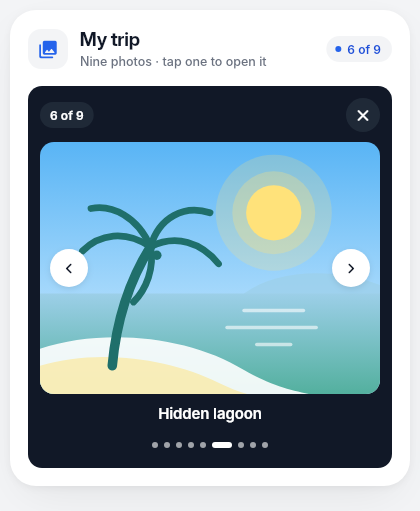 My trip
Nine photos · tap one to open it
6 of 9
6 of 9
Hidden lagoon